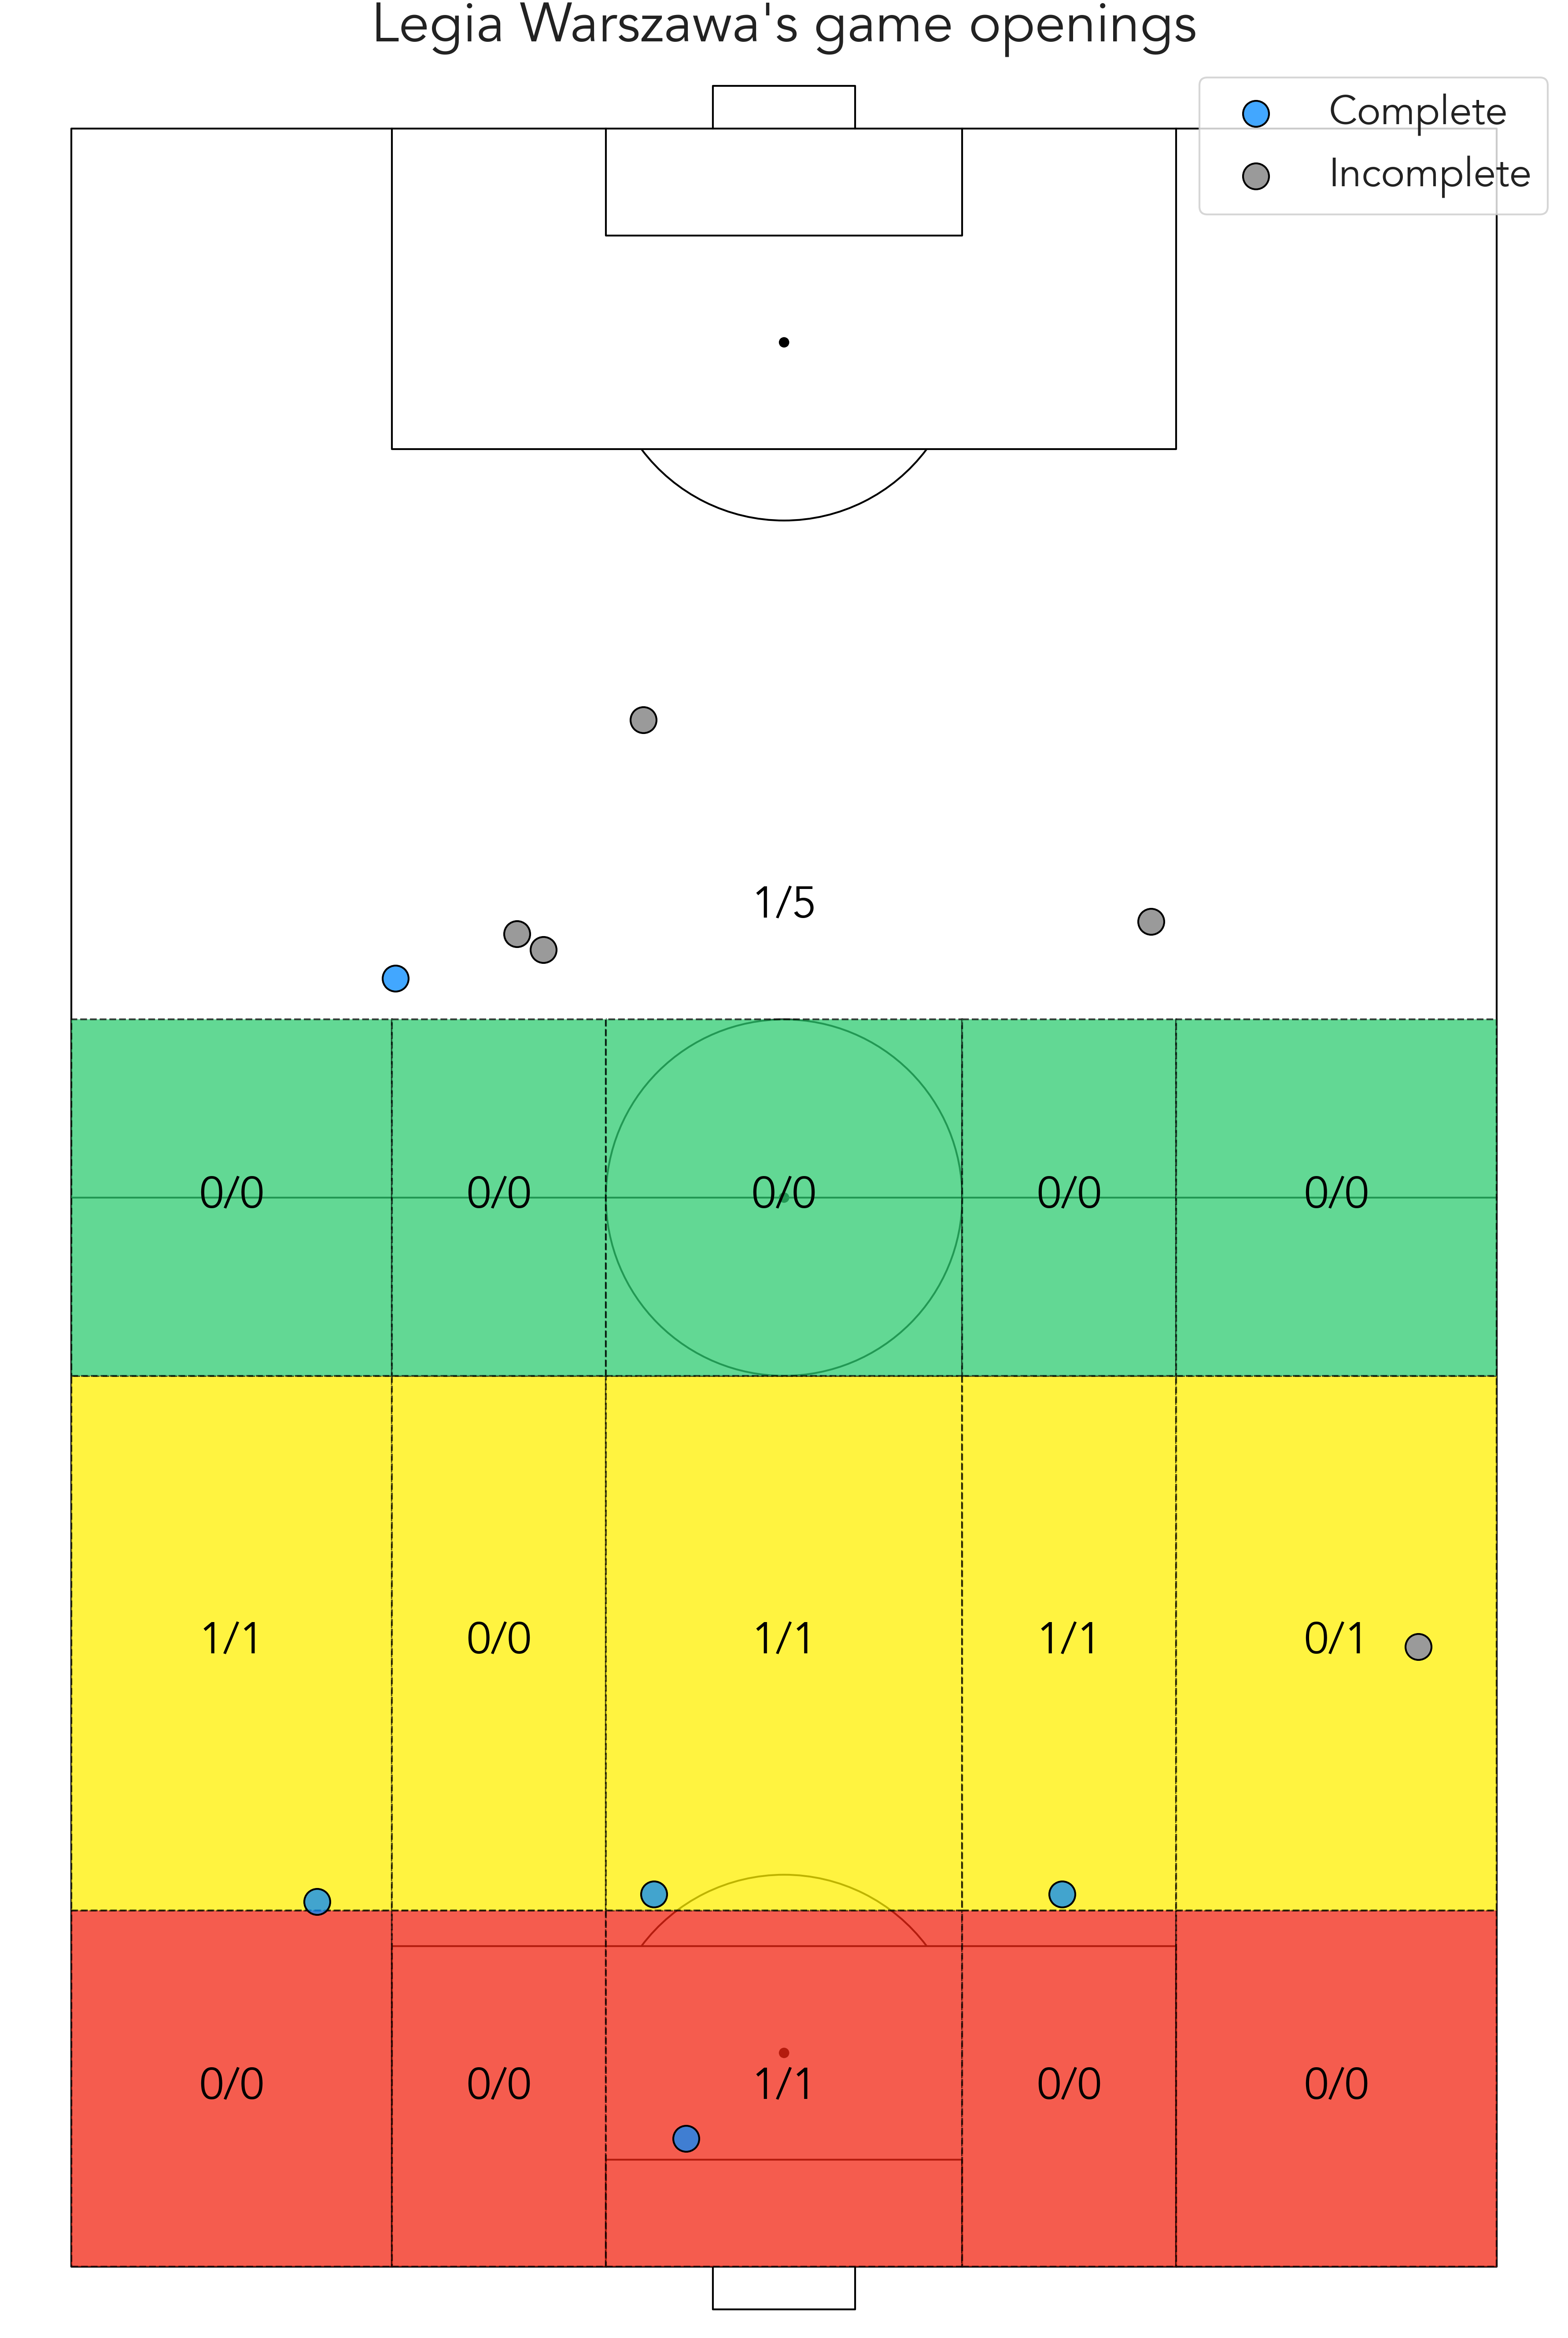 Legia Warszawa's game openings
Complete
Incomplete
1/5
0/0 0/0 0/0 0/0 0/0
1/1 0/0 1/1 1/1 0/1
0/0 0/0 1/1 0/0 0/0